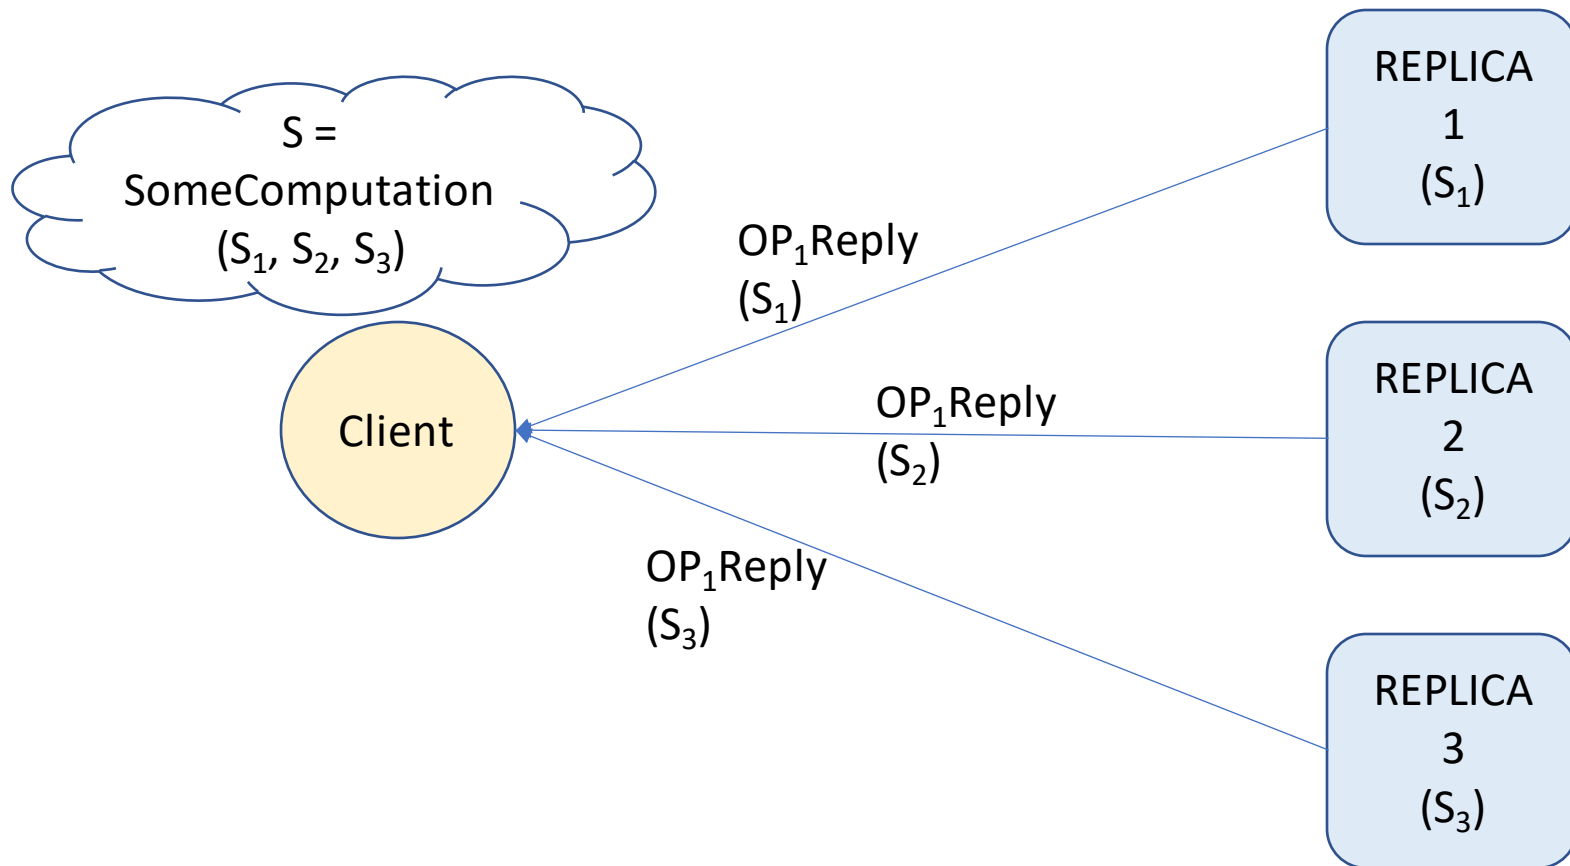 S =
SomeComputation
(S₁, S₂, S₃)
Client
OP₁Reply
(S₁)
OP₁Reply
(S₂)
OP₁Reply
(S₃)
REPLICA
1
(S₁)
REPLICA
2
(S₂)
REPLICA
3
(S₃)